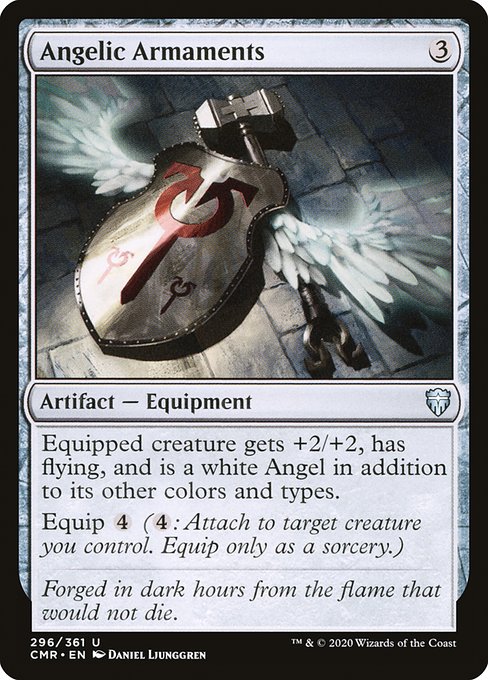 Angelic Armaments 3
Artifact — Equipment
Equipped creature gets +2/+2, has
flying, and is a white Angel in addition
to its other colors and types.
Equip 4 (4: Attach to target creature
you control. Equip only as a sorcery.)
Forged in dark hours from the flame that
would not die.
296/361 U
CMR • EN Daniel Ljunggren
™ & © 2020 Wizards of the Coast